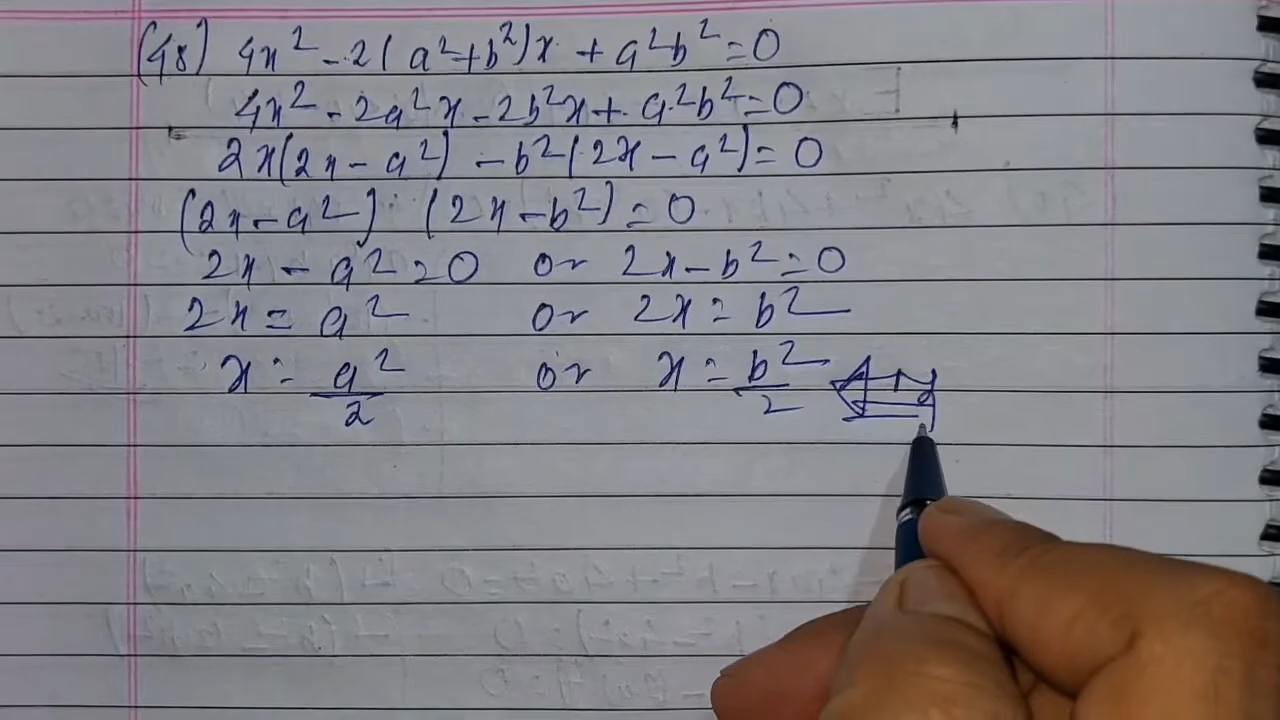 (48) 4x² - 2(a²+b²)x + a²b² = 0
4x² - 2a²x - 2b²x + a²b² = 0
2x(2x - a²) - b²(2x - a²) = 0
(2x - a²) (2x - b²) = 0
2x - a² = 0 or 2x - b² = 0
2x = a² or 2x = b²
x = a²/2 or x = b²/2 Ans